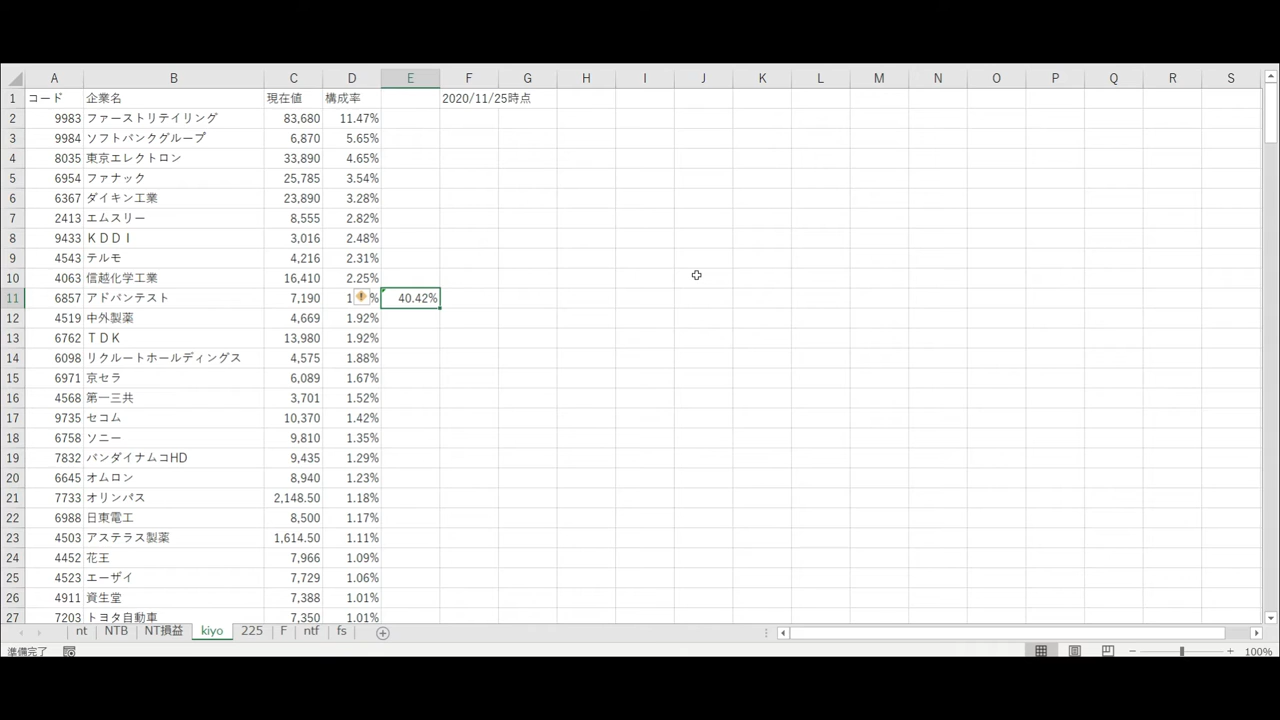 A B C D E F G H I J K L M N O P Q R S
1 コード 企業名 現在値 構成率 2020/11/25時点
2 9983 ファーストリテイリング 83,680 11.47%
3 9984 ソフトバンクグループ 6,870 5.65%
4 8035 東京エレクトロン 33,890 4.65%
5 6954 ファナック 25,785 3.54%
6 6367 ダイキン工業 23,890 3.28%
7 2413 エムスリー 8,555 2.82%
8 9433 ＫＤＤＩ 3,016 2.48%
9 4543 テルモ 4,216 2.31%
10 4063 信越化学工業 16,410 2.25%
11 6857 アドバンテスト 7,190 1 % 40.42%
12 4519 中外製薬 4,669 1.92%
13 6762 ＴＤＫ 13,980 1.92%
14 6098 リクルートホールディングス 4,575 1.88%
15 6971 京セラ 6,089 1.67%
16 4568 第一三共 3,701 1.52%
17 9735 セコム 10,370 1.42%
18 6758 ソニー 9,810 1.35%
19 7832 バンダイナムコHD 9,435 1.29%
20 6645 オムロン 8,940 1.23%
21 7733 オリンパス 2,148.50 1.18%
22 6988 日東電工 8,500 1.17%
23 4503 アステラス製薬 1,614.50 1.11%
24 4452 花王 7,966 1.09%
25 4523 エーザイ 7,729 1.06%
26 4911 資生堂 7,388 1.01%
27 7203 トヨタ自動車 7,350 1.01%
nt NTB NT損益 kiyo 225 F ntf fs
準備完了 100%